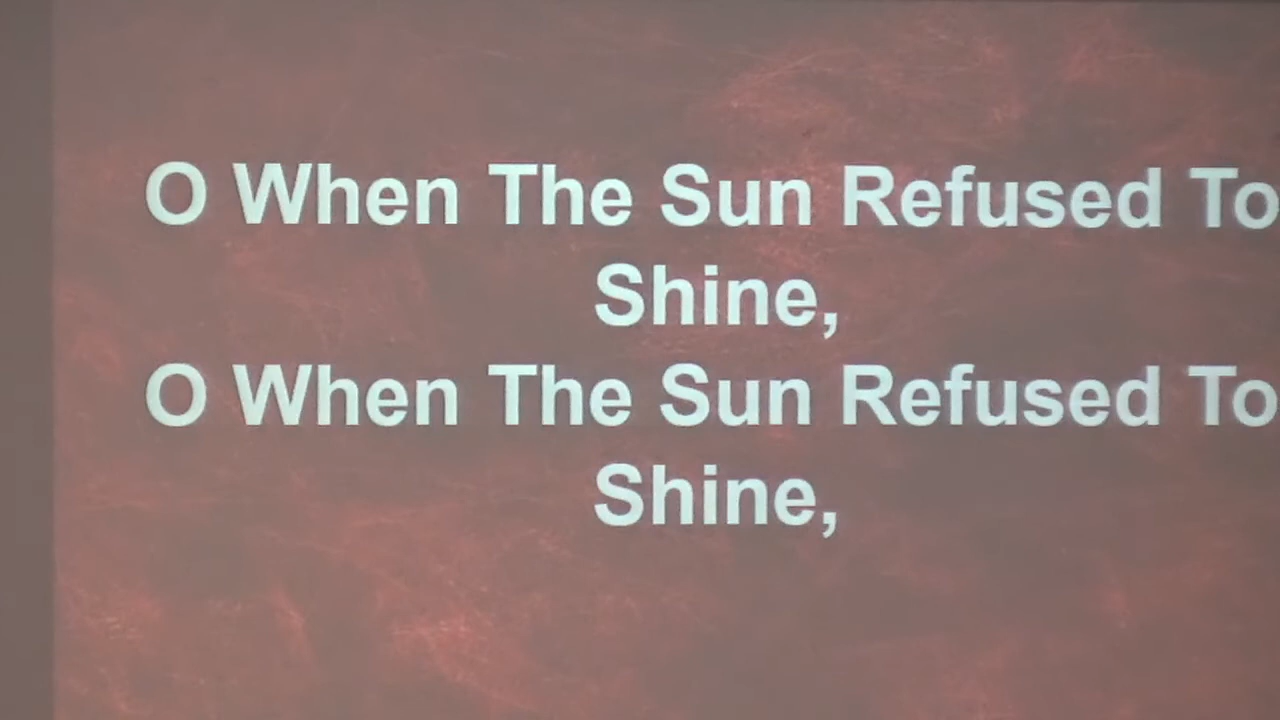 O When The Sun Refused To
Shine,
O When The Sun Refused To
Shine,